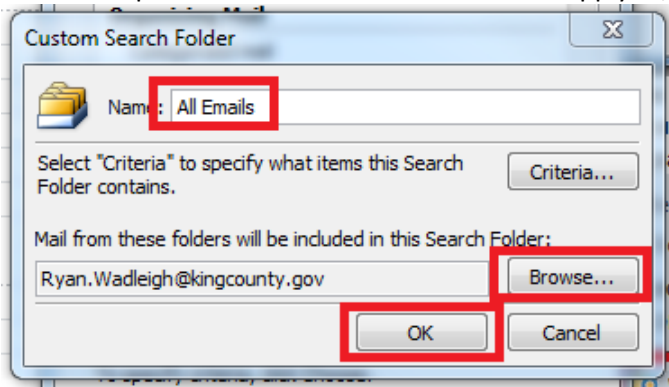 Custom Search Folder
Name: All Emails
Select "Criteria" to specify what items this Search
Folder contains.
Criteria...
Mail from these folders will be included in this Search Folder:
Ryan.Wadleigh@kingcounty.gov
Browse...
OK
Cancel